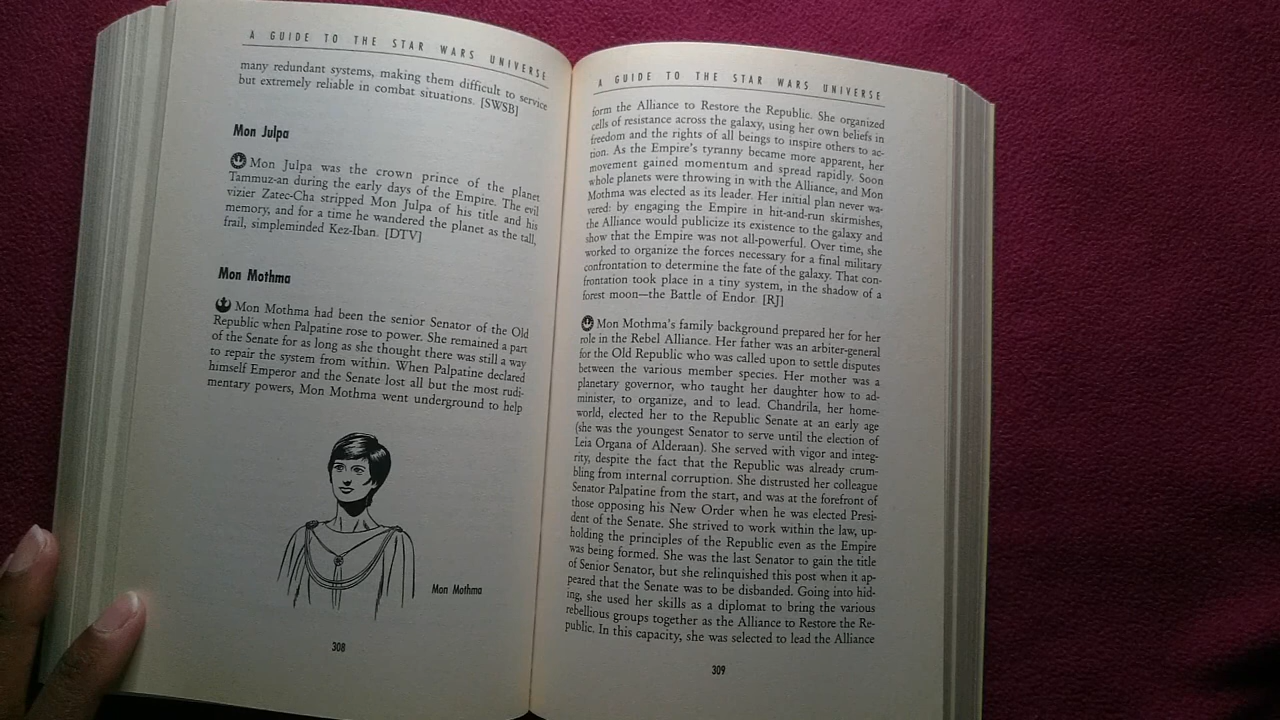 A GUIDE TO THE STAR WARS UNIVERSE
many redundant systems, making them difficult to service
but extremely reliable in combat situations. [SWSB]
Mon Julpa
Mon Julpa was the crown prince of the planet
Tammuz-an during the early days of the Empire. The evil
vizier Zatec-Cha stripped Mon Julpa of his title and his
memory, and for a time he wandered the planet as the tall,
frail, simpleminded Kez-Iban. [DTV]
Mon Mothma
Mon Mothma had been the senior Senator of the Old
Republic when Palpatine rose to power. She remained a part
of the Senate for as long as she thought there was still a way
to repair the system from within. When Palpatine declared
himself Emperor and the Senate lost all but the most rudi-
mentary powers, Mon Mothma went underground to help
Mon Mothma
308
A GUIDE TO THE STAR WARS UNIVERSE
form the Alliance to Restore the Republic. She organized
cells of resistance across the galaxy, using her own beliefs in
freedom and the rights of all beings to inspire others to ac-
tion. As the Empire's tyranny became more apparent, her
movement gained momentum and spread rapidly. Soon
whole planets were throwing in with the Alliance, and Mon
Mothma was elected as its leader. Her initial plan never wa-
vered: by engaging the Empire in hit-and-run skirmishes,
the Alliance would publicize its existence to the galaxy and
show that the Empire was not all-powerful. Over time, she
worked to organize the forces necessary for a final military
confrontation to determine the fate of the galaxy. That con-
frontation took place in a tiny system, in the shadow of a
forest moon—the Battle of Endor [RJ]
Mon Mothma's family background prepared her for her
role in the Rebel Alliance. Her father was an arbiter-general
for the Old Republic who was called upon to settle disputes
between the various member species. Her mother was a
planetary governor, who taught her daughter how to ad-
minister, to organize, and to lead. Chandrila, her home-
world, elected her to the Republic Senate at an early age
(she was the youngest Senator to serve until the election of
Leia Organa of Alderaan). She served with vigor and integ-
rity, despite the fact that the Republic was already crum-
bling from internal corruption. She distrusted her colleague
Senator Palpatine from the start, and was at the forefront of
those opposing his New Order when he was elected Presi-
dent of the Senate. She strived to work within the law, up-
holding the principles of the Republic even as the Empire
was being formed. She was the last Senator to gain the title
of Senior Senator, but she relinquished this post when it ap-
peared that the Senate was to be disbanded. Going into hid-
ing, she used her skills as a diplomat to bring the various
rebellious groups together as the Alliance to Restore the Re-
public. In this capacity, she was selected to lead the Alliance
309